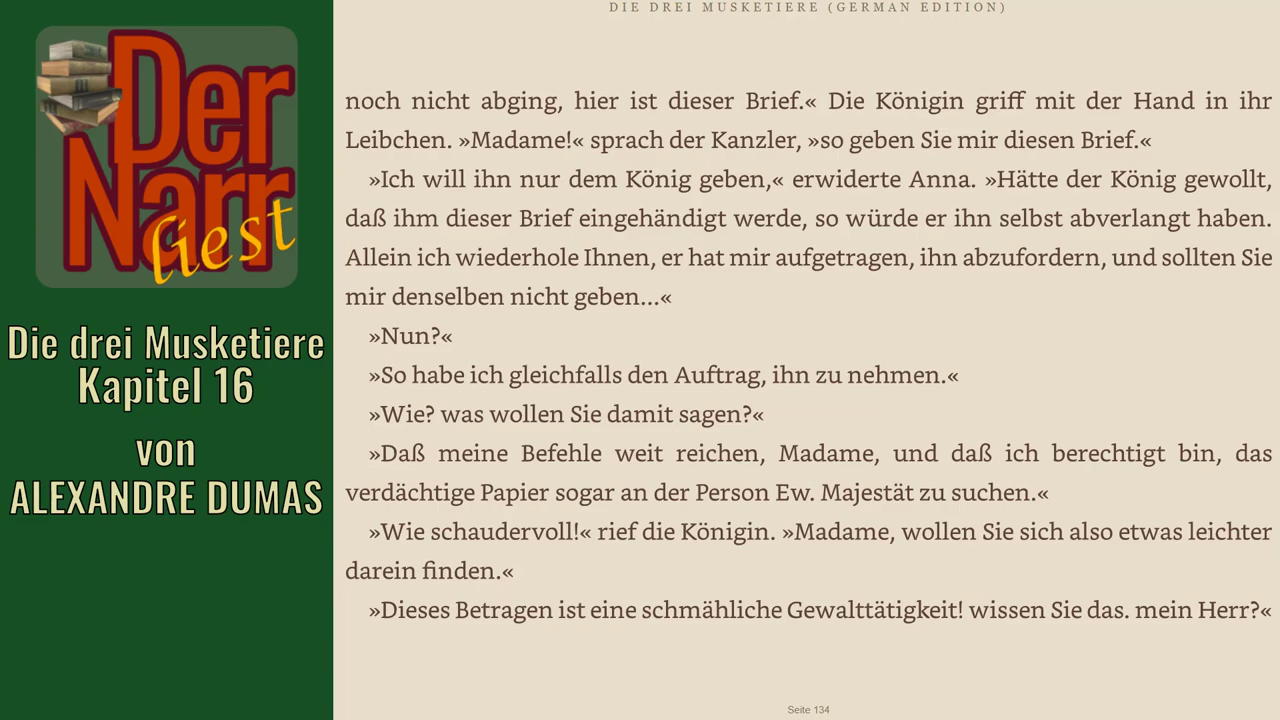 Der
Narr
liest
Die drei Musketiere
Kapitel 16
von
ALEXANDRE DUMAS
DIE DREI MUSKETIERE (GERMAN EDITION)
noch nicht abging, hier ist dieser Brief.« Die Königin griff mit der Hand in ihr
Leibchen. »Madame!« sprach der Kanzler, »so geben Sie mir diesen Brief.«
»Ich will ihn nur dem König geben,« erwiderte Anna. »Hätte der König gewollt,
daß ihm dieser Brief eingehändigt werde, so würde er ihn selbst abverlangt haben.
Allein ich wiederhole Ihnen, er hat mir aufgetragen, ihn abzufordern, und sollten Sie
mir denselben nicht geben...«
»Nun?«
»So habe ich gleichfalls den Auftrag, ihn zu nehmen.«
»Wie? was wollen Sie damit sagen?«
»Daß meine Befehle weit reichen, Madame, und daß ich berechtigt bin, das
verdächtige Papier sogar an der Person Ew. Majestät zu suchen.«
»Wie schaudervoll!« rief die Königin. »Madame, wollen Sie sich also etwas leichter
darein finden.«
»Dieses Betragen ist eine schmähliche Gewalttätigkeit! wissen Sie das. mein Herr?«
Seite 134